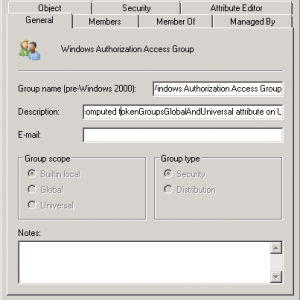 Object Security Attribute Editor
General Members Member Of Managed By
Windows Authorization Access Group
Group name (pre-Windows 2000): Windows Authorization Access Group
Description: computed tokenGroupsGlobalAndUniversal attribute on U
E-mail:
Group scope Group type
Builtin local Security
Global Distribution
Universal
Notes: